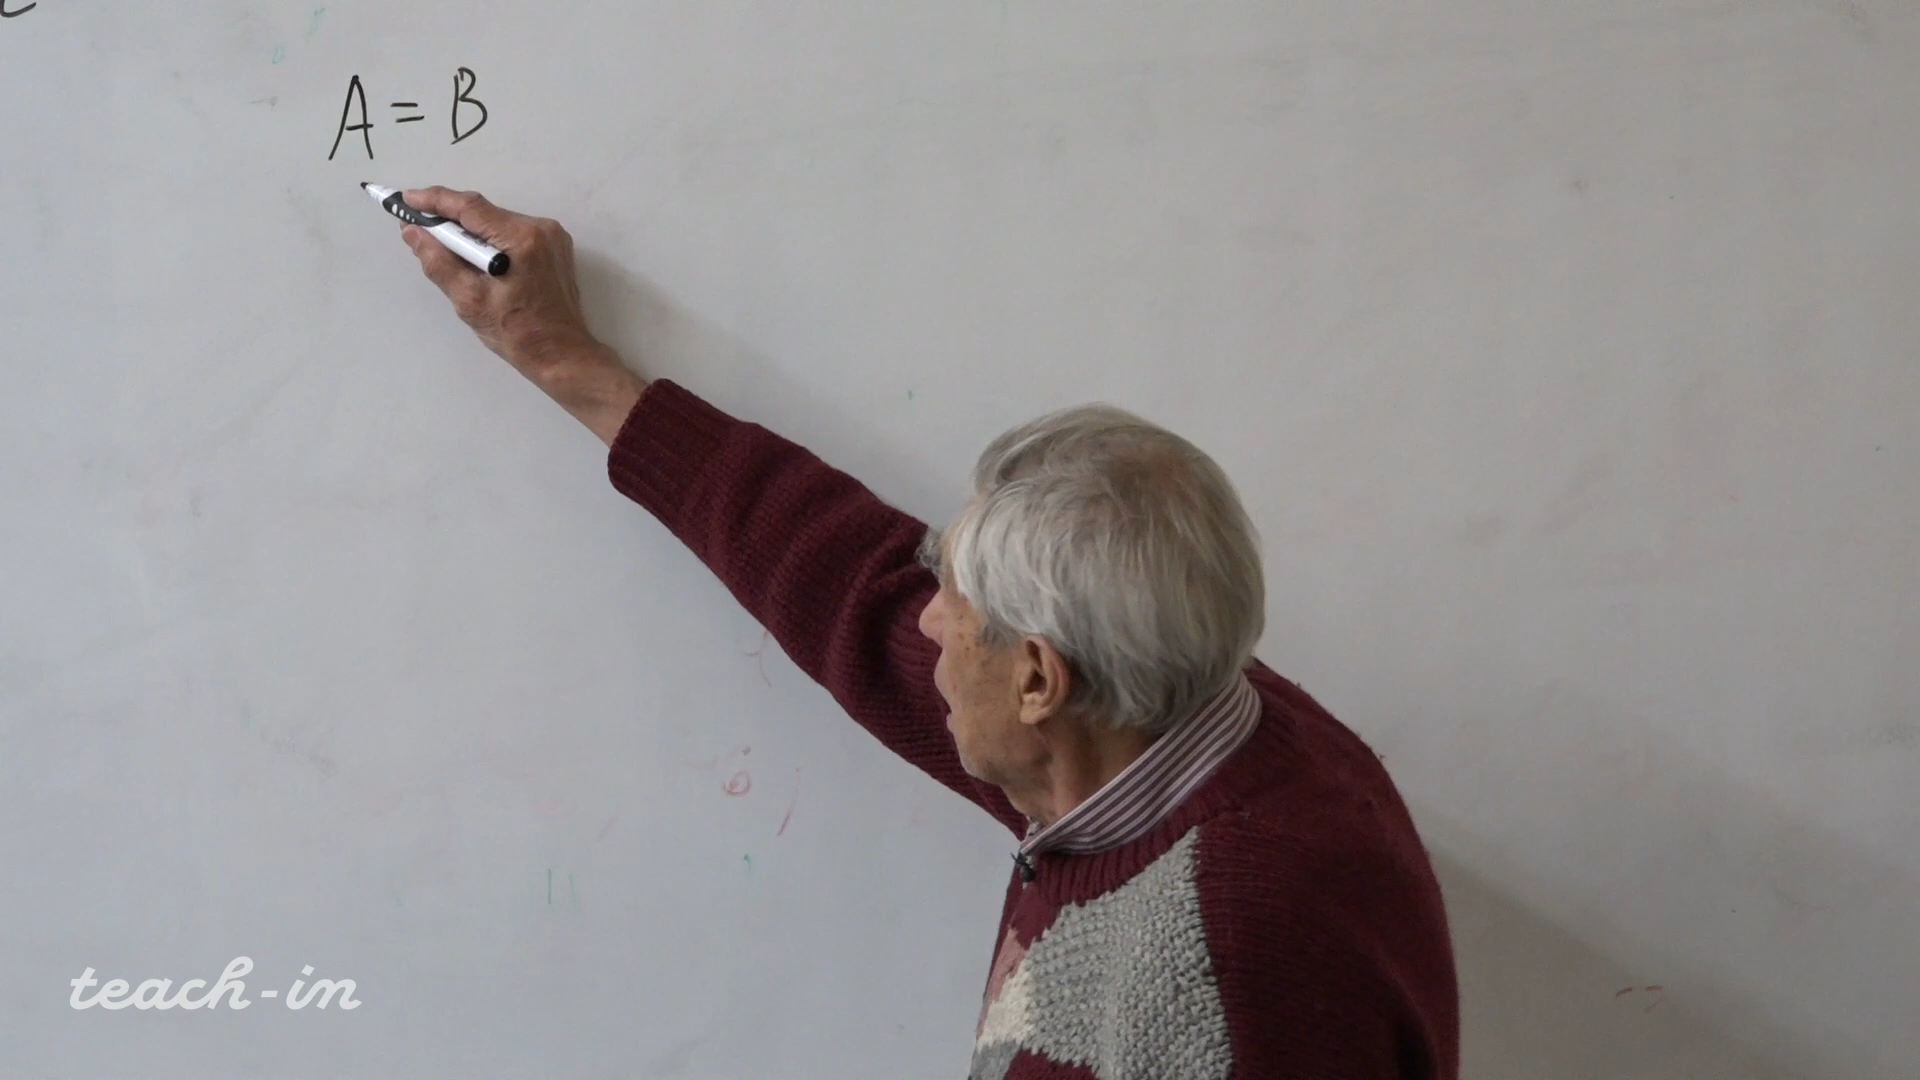 A = B
teach-in